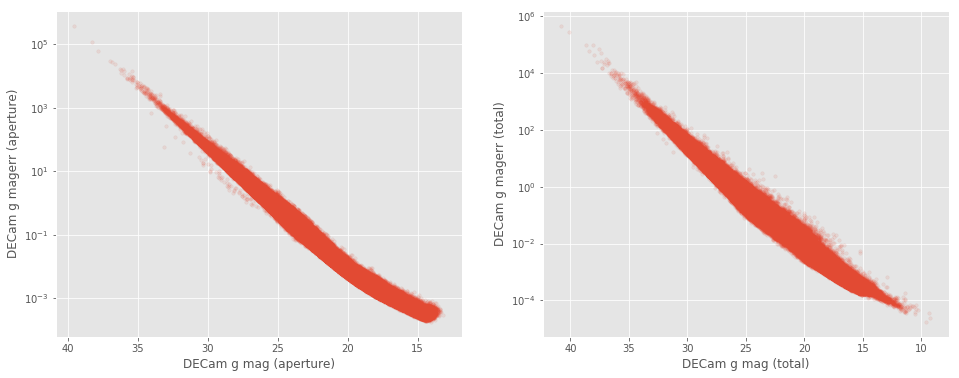 10^5
10^3
10^1
10^−1
10^−3
DECam g magerr (aperture)
40 35 30 25 20 15
DECam g mag (aperture)
10^6
10^4
10^2
10^0
10^−2
10^−4
DECam g magerr (total)
40 35 30 25 20 15 10
DECam g mag (total)